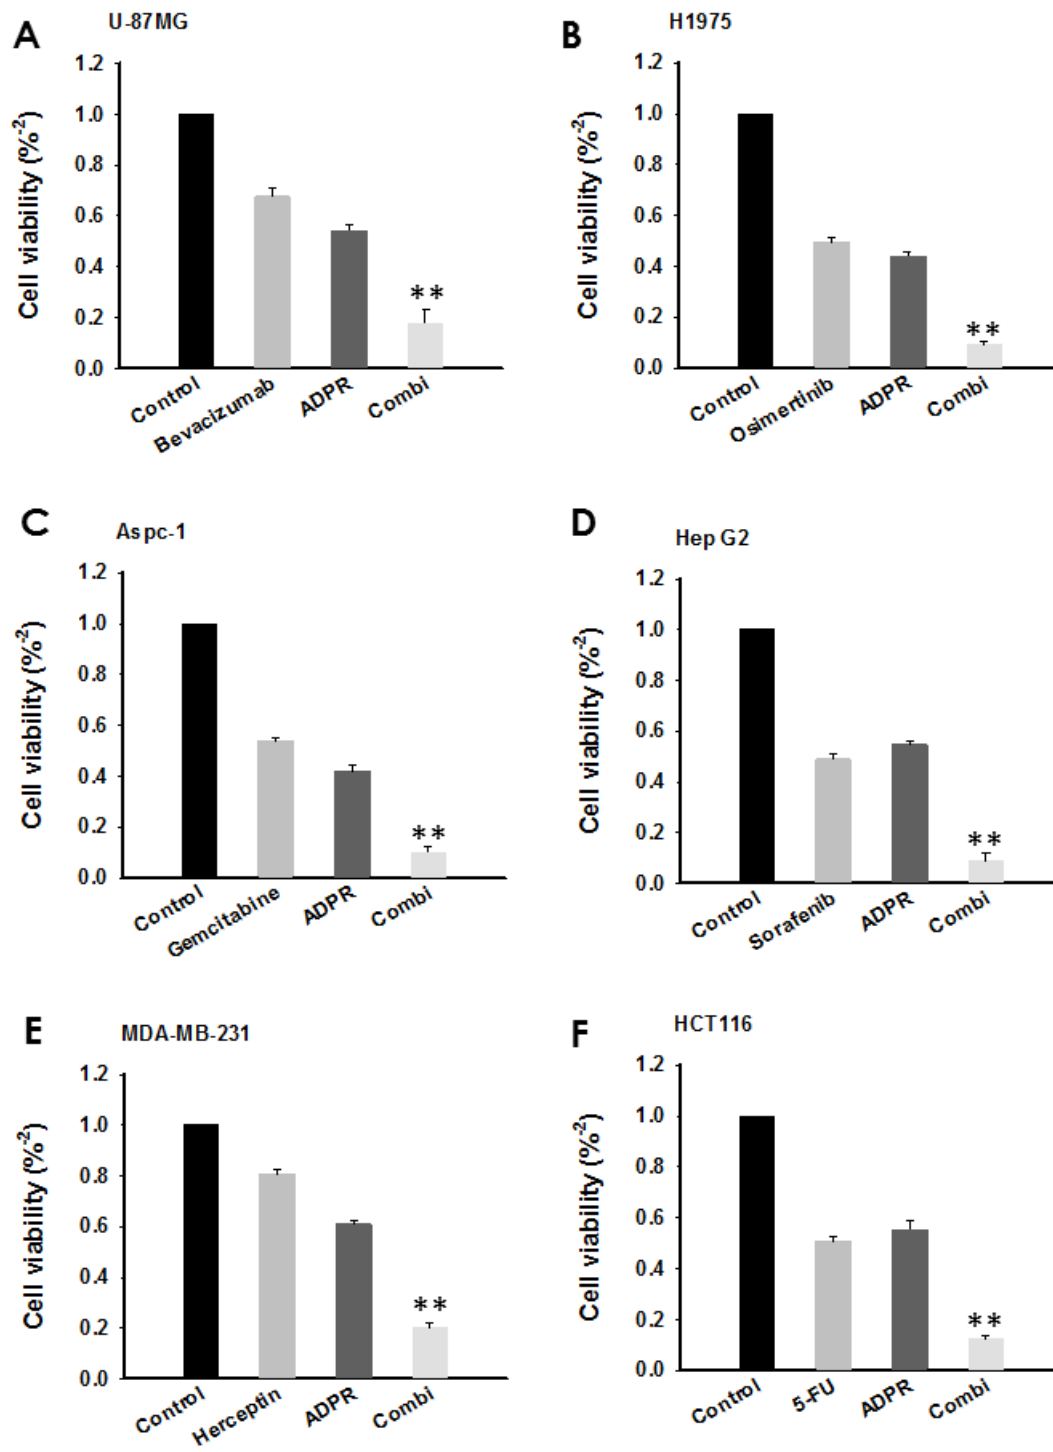 A
U-87MG
Cell viability (%⁻²)
1.2
1.0
0.8
0.6
0.4
0.2
0.0
Control
Bevacizumab
ADPR
Combi
**
B
H1975
Cell viability (%⁻²)
1.2
1.0
0.8
0.6
0.4
0.2
0.0
Control
Osimertinib
ADPR
Combi
**
C
Aspc-1
Cell viability (%⁻²)
1.2
1.0
0.8
0.6
0.4
0.2
0.0
Control
Gemcitabine
ADPR
Combi
**
D
Hep G2
Cell viability (%⁻²)
1.2
1.0
0.8
0.6
0.4
0.2
0.0
Control
Sorafenib
ADPR
Combi
**
E
MDA-MB-231
Cell viability (%⁻²)
1.2
1.0
0.8
0.6
0.4
0.2
0.0
Control
Herceptin
ADPR
Combi
**
F
HCT116
Cell viability (%⁻²)
1.2
1.0
0.8
0.6
0.4
0.2
0.0
Control
5-FU
ADPR
Combi
**